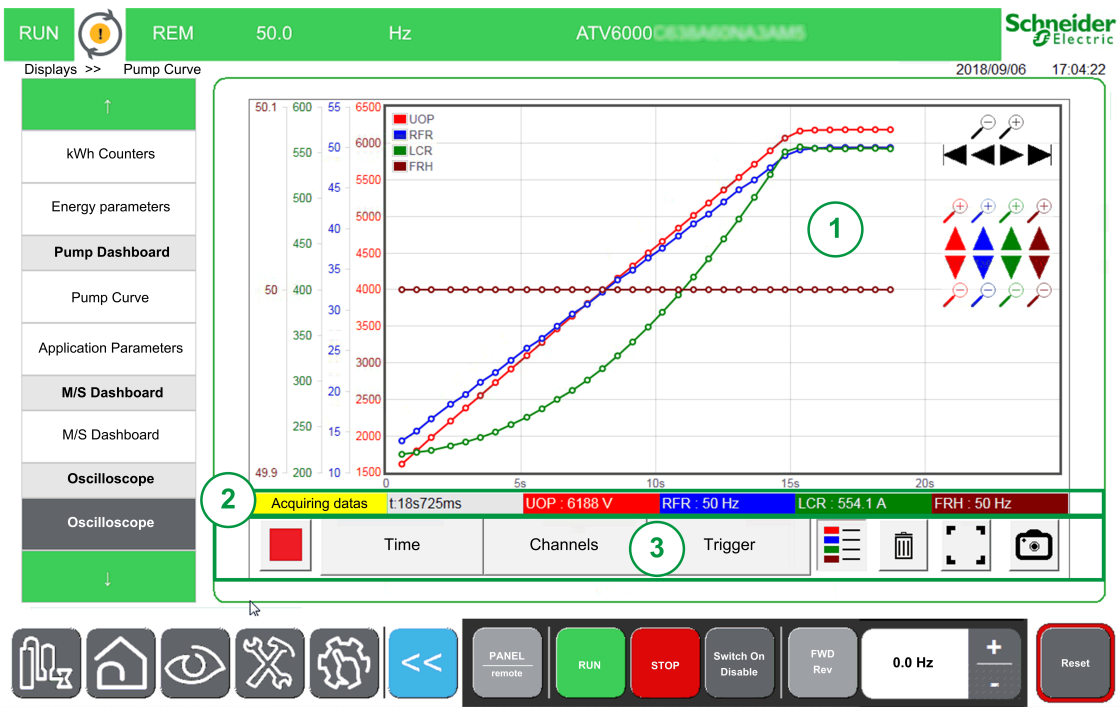 RUN ! REM 50.0 Hz ATV6000
Schneider
Electric
Displays >> Pump Curve
2018/09/06 17:04:22
↑
kWh Counters
Energy parameters
Pump Dashboard
Pump Curve
Application Parameters
M/S Dashboard
M/S Dashboard
Oscilloscope
Oscilloscope
↓
50.1
50
49.9
600
550
500
450
400
350
300
250
200
55
50
45
40
35
30
25
20
15
10
6500
6000
5500
5000
4500
4000
3500
3000
2500
2000
1500
UOP
RFR
LCR
FRH
1
0 5s 10s 15s 20s
2
Acquiring datas t:18s725ms UOP : 6188 V RFR : 50 Hz LCR : 554.1 A FRH : 50 Hz
Time Channels 3 Trigger
<<
PANEL
remote
RUN
STOP
Switch On
Disable
FWD
Rev
0.0 Hz
+
-
Reset